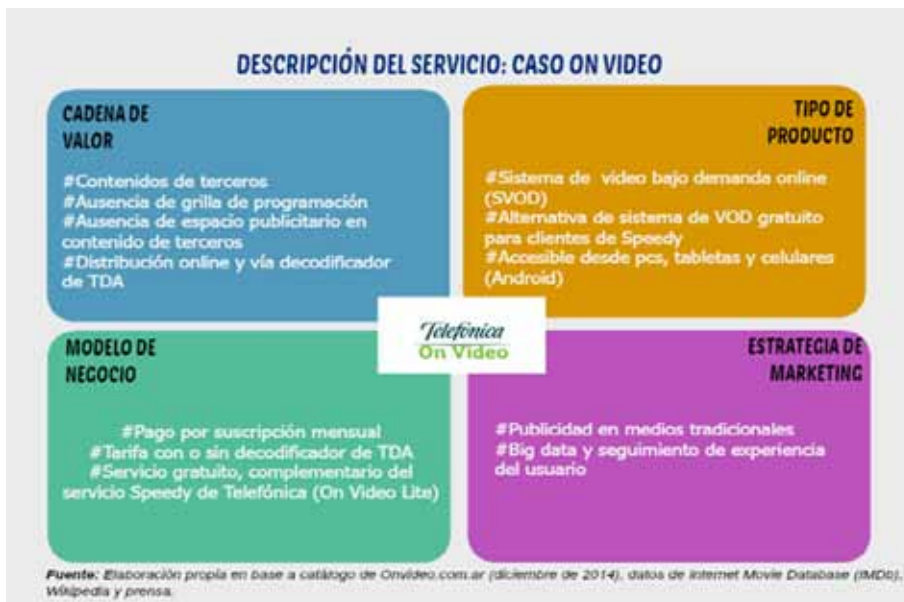 DESCRIPCIÓN DEL SERVICIO: CASO ON VIDEO
CADENA DE
VALOR
#Contenidos de terceros
#Ausencia de grilla de programación
#Ausencia de espacio publicitario en
contenido de terceros
#Distribución online y vía decodificador
de TDA
TIPO DE
PRODUCTO
#Sistema de video bajo demanda online
(SVOD)
#Alternativa de sistema de VOD gratuito
para clientes de Speedy
#Accesible desde pcs, tabletas y celulares
(Android)
Telefónica
On Video
MODELO DE
NEGOCIO
#Pago por suscripción mensual
#Tarifa con o sin decodificador de TDA
#Servicio gratuito, complementario del
servicio Speedy de Telefónica (On Video Lite)
ESTRATEGIA DE
MARKETING
#Publicidad en medios tradicionales
#Big data y seguimiento de experiencia
del usuario
Fuente: Elaboración propia en base a catálogo de Onvideo.com.ar (diciembre de 2014), datos de Internet Movie Database (IMDb),
Wikipedia y prensa.